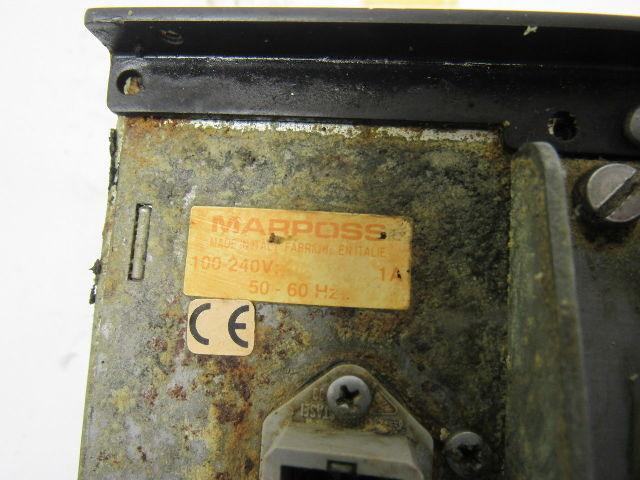 MARPOSS
MADE IN ITALY FABRIQUE EN ITALIE
100-240V~ 1A
50 - 60 Hz
CE